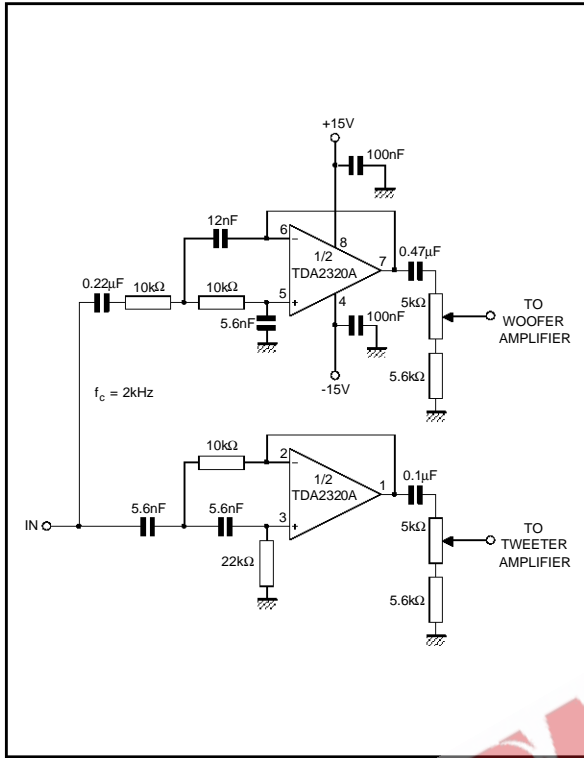 +15V
100nF
12nF
6
8
1/2
TDA2320A
7
0.47µF
0.22µF
10kΩ
10kΩ
5
4
5kΩ
TO
WOOFER
AMPLIFIER
5.6nF
100nF
-15V
5.6kΩ
f c = 2kHz
10kΩ
2
1/2
TDA2320A
1
0.1µF
IN
5.6nF
5.6nF
3
5kΩ
TO
TWEETER
AMPLIFIER
22kΩ
5.6kΩ